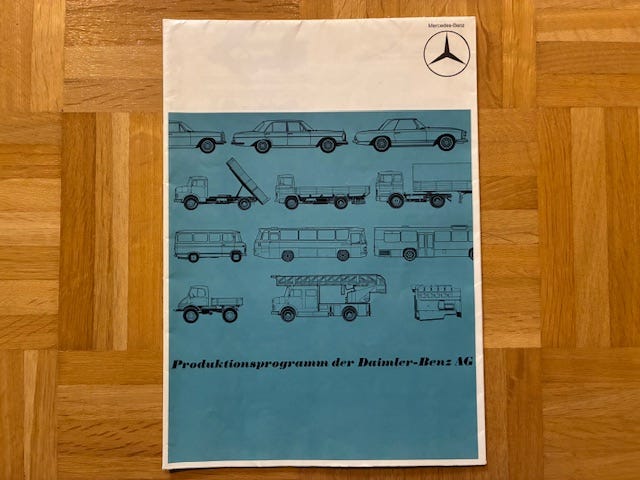 Mercedes-Benz
Produktionsprogramm der Daimler-Benz AG